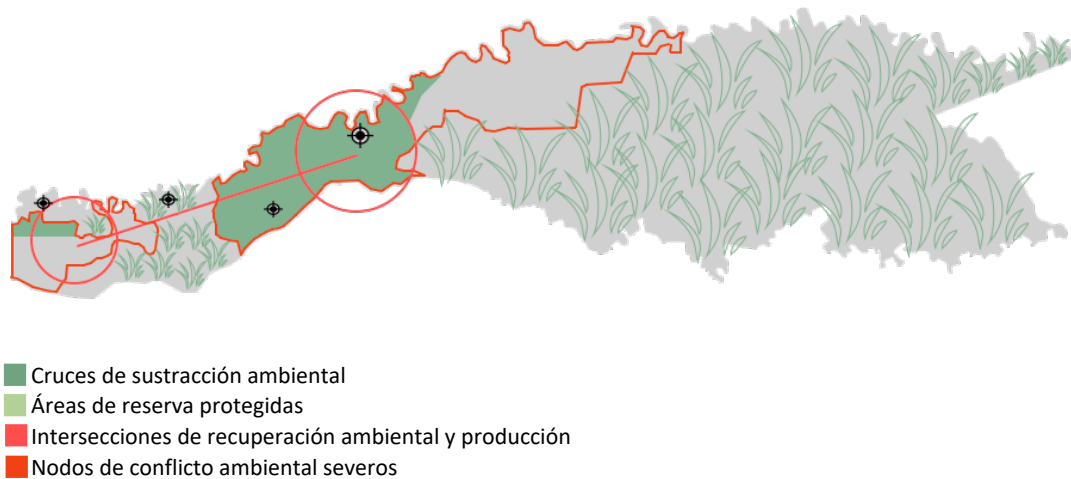 Cruces de sustracción ambiental
Áreas de reserva protegidas
Intersecciones de recuperación ambiental y producción
Nodos de conflicto ambiental severos